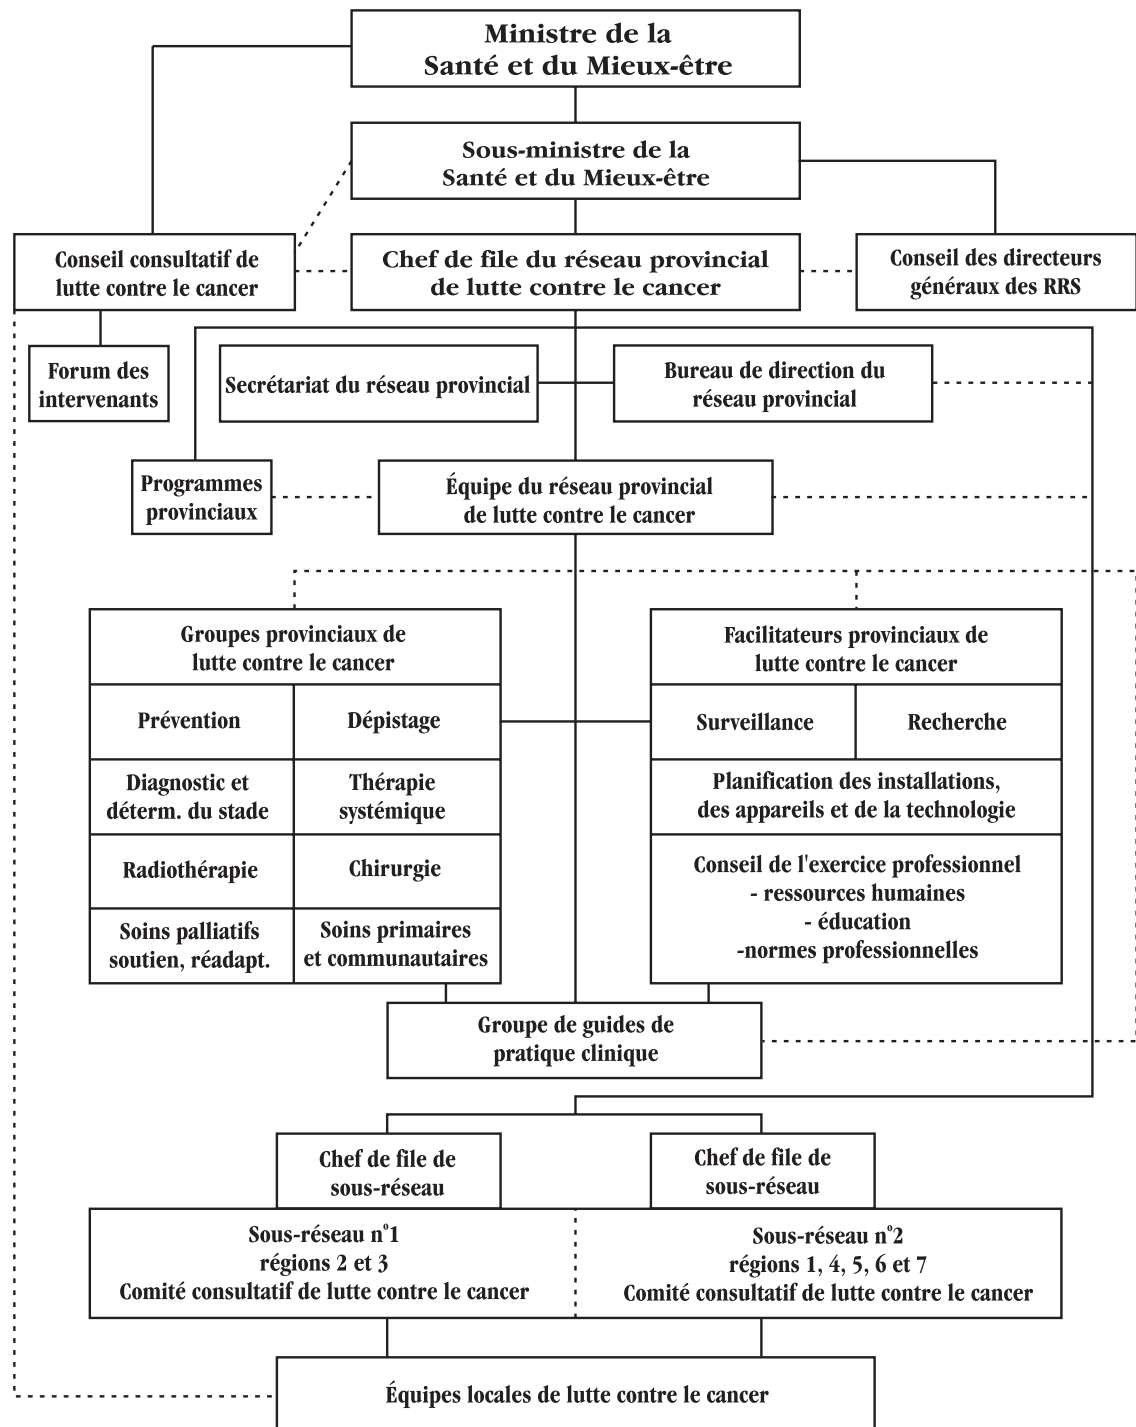 Ministre de la
Santé et du Mieux-être
Sous-ministre de la
Santé et du Mieux-être
Conseil consultatif de
lutte contre le cancer
Chef de file du réseau provincial
de lutte contre le cancer
Conseil des directeurs
généraux des RRS
Forum des
intervenants
Secrétariat du réseau provincial
Bureau de direction du
réseau provincial
Programmes
provinciaux
Équipe du réseau provincial
de lutte contre le cancer
Groupes provinciaux de
lutte contre le cancer
Prévention
Dépistage
Diagnostic et
déterm. du stade
Thérapie
systémique
Radiothérapie
Chirurgie
Soins palliatifs
soutien, réadapt.
Soins primaires
et communautaires
Facilitateurs provinciaux de
lutte contre le cancer
Surveillance
Recherche
Planification des installations,
des appareils et de la technologie
Conseil de l'exercice professionnel
- ressources humaines
- éducation
-normes professionnelles
Groupe de guides de
pratique clinique
Chef de file de
sous-réseau
Chef de file de
sous-réseau
Sous-réseau nº1
régions 2 et 3
Comité consultatif de lutte contre le cancer
Sous-réseau nº2
régions 1, 4, 5, 6 et 7
Comité consultatif de lutte contre le cancer
Équipes locales de lutte contre le cancer